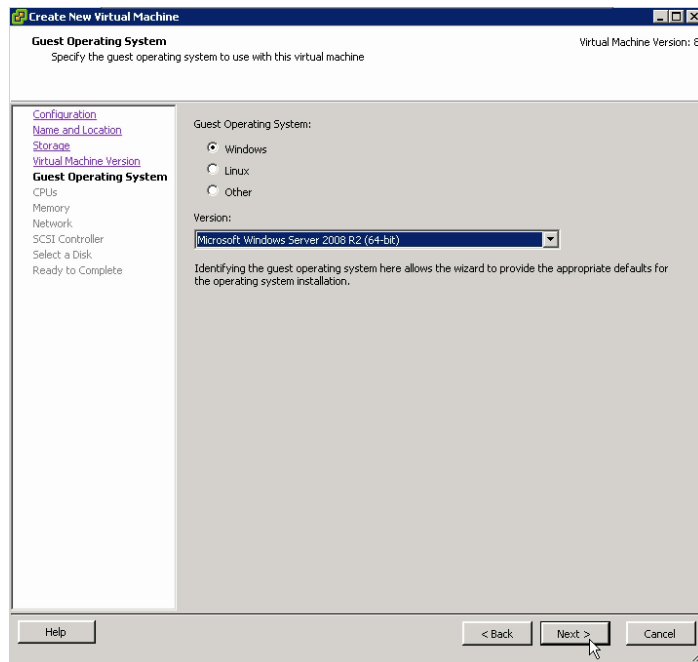 Create New Virtual Machine
Guest Operating System
Specify the guest operating system to use with this virtual machine
Virtual Machine Version: 8
Configuration
Name and Location
Storage
Virtual Machine Version
Guest Operating System
CPUs
Memory
Network
SCSI Controller
Select a Disk
Ready to Complete
Guest Operating System:
Windows
Linux
Other
Version:
Microsoft Windows Server 2008 R2 (64-bit)
Identifying the guest operating system here allows the wizard to provide the appropriate defaults for
the operating system installation.
Help
< Back
Next >
Cancel